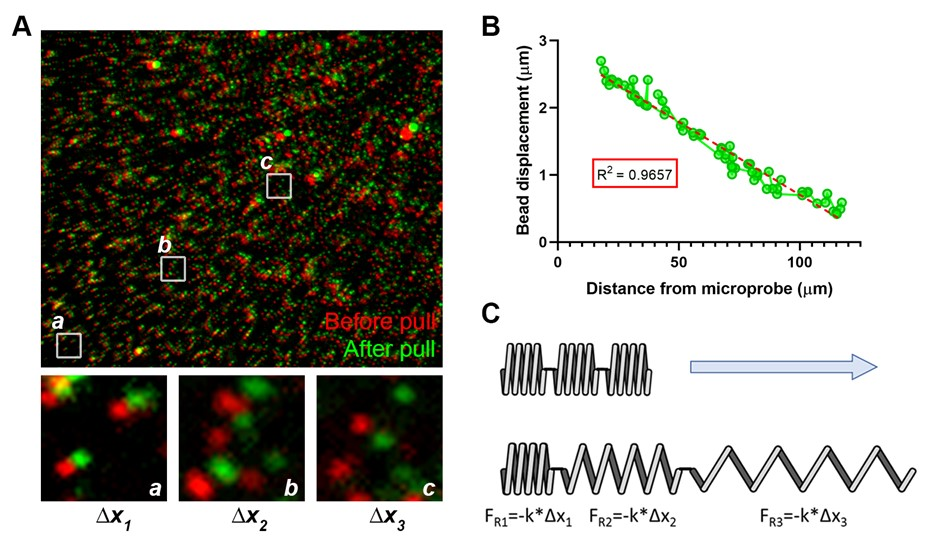 A
a
b
c
Before pull
After pull
a
b
c
Δx1
Δx2
Δx3
B
Bead displacement (μm)
3
2
1
0
R2 = 0.9657
0
50
100
Distance from microprobe (μm)
C
FR1=-k*Δx1
FR2=-k*Δx2
FR3=-k*Δx3